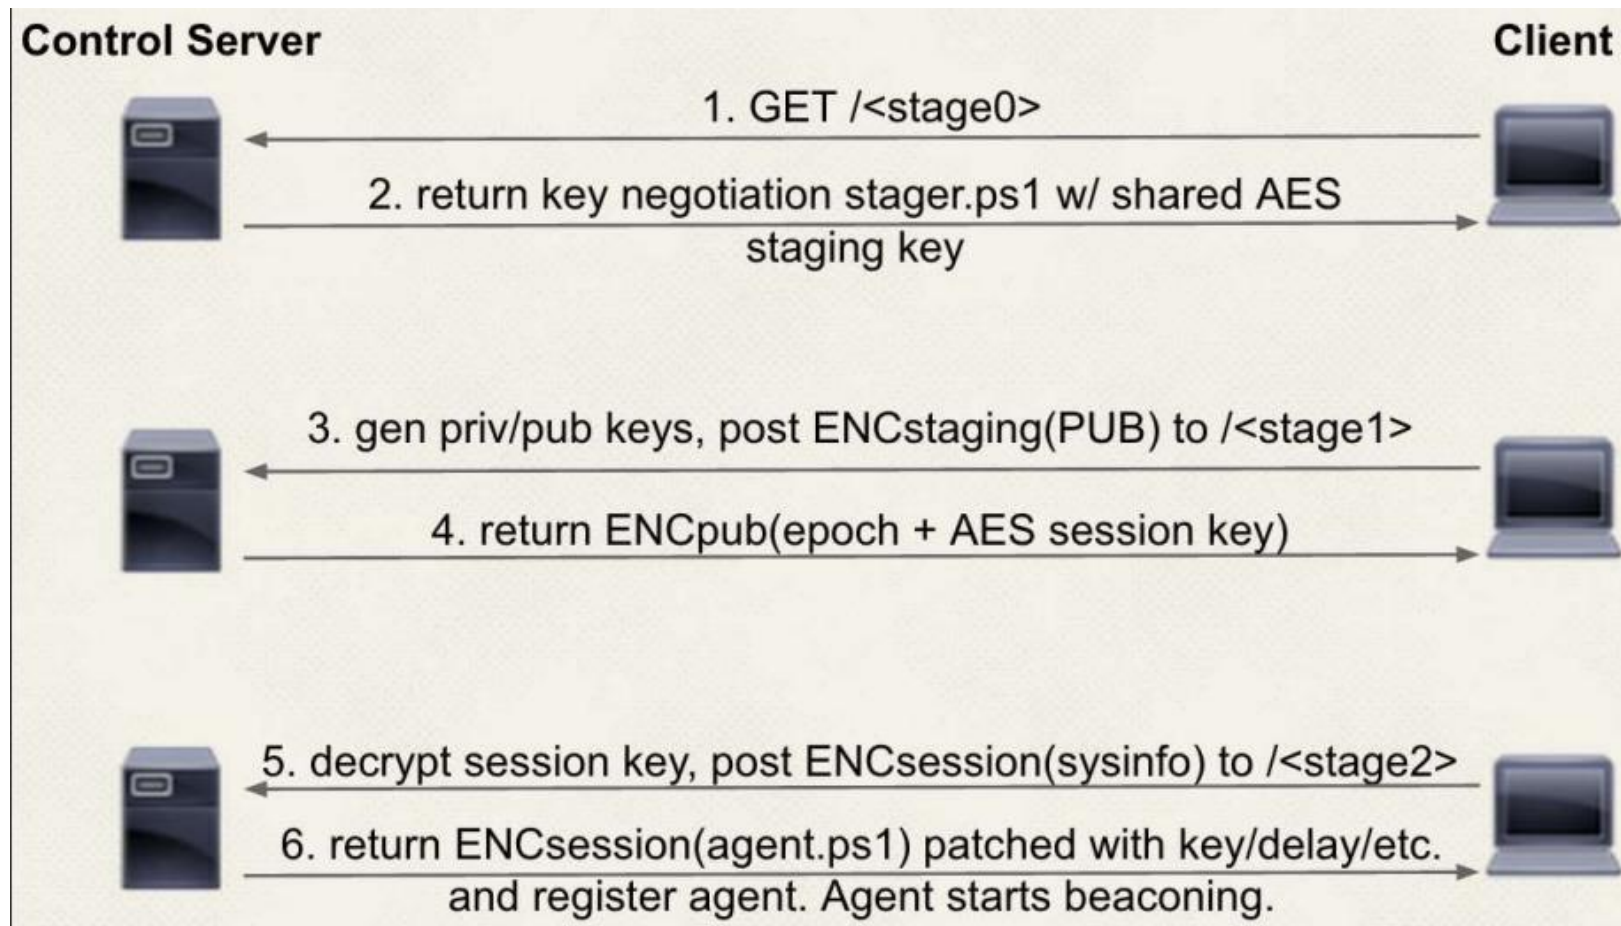 Control Server
Client
1. GET /<stage0>
2. return key negotiation stager.ps1 w/ shared AES
staging key
3. gen priv/pub keys, post ENCstaging(PUB) to /<stage1>
4. return ENCpub(epoch + AES session key)
5. decrypt session key, post ENCsession(sysinfo) to /<stage2>
6. return ENCsession(agent.ps1) patched with key/delay/etc.
and register agent. Agent starts beaconing.